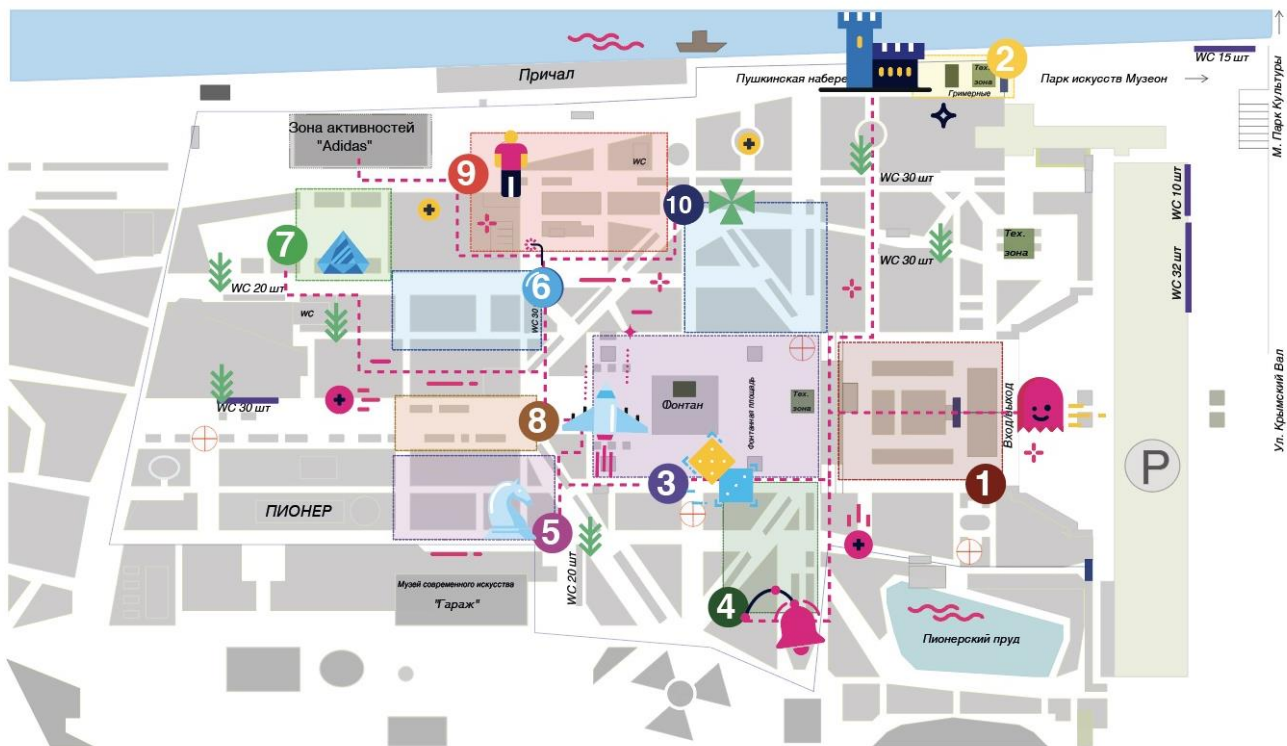 Причал
Пушкинская набере
2
Тех.
зона
Гримерные
Парк искусств Музеон
WC 15 шт
М. Парк Культуры
Зона активностей
"Adidas"
9
WC
WC 30 шт
WC 10 шт
10
7
Тех.
зона
WC 20 шт
6
WC 30 шт
WC 32 шт
WC
WC 30
WC 30 шт
8
Фонтан
Фонтанная площадь
Тех.
зона
Вход/выход
Ул. Крымский Вал
P
3
1
ПИОНЕР
5
WC 20 шт
Музей современного искусства
"Гараж"
4
Пионерский пруд